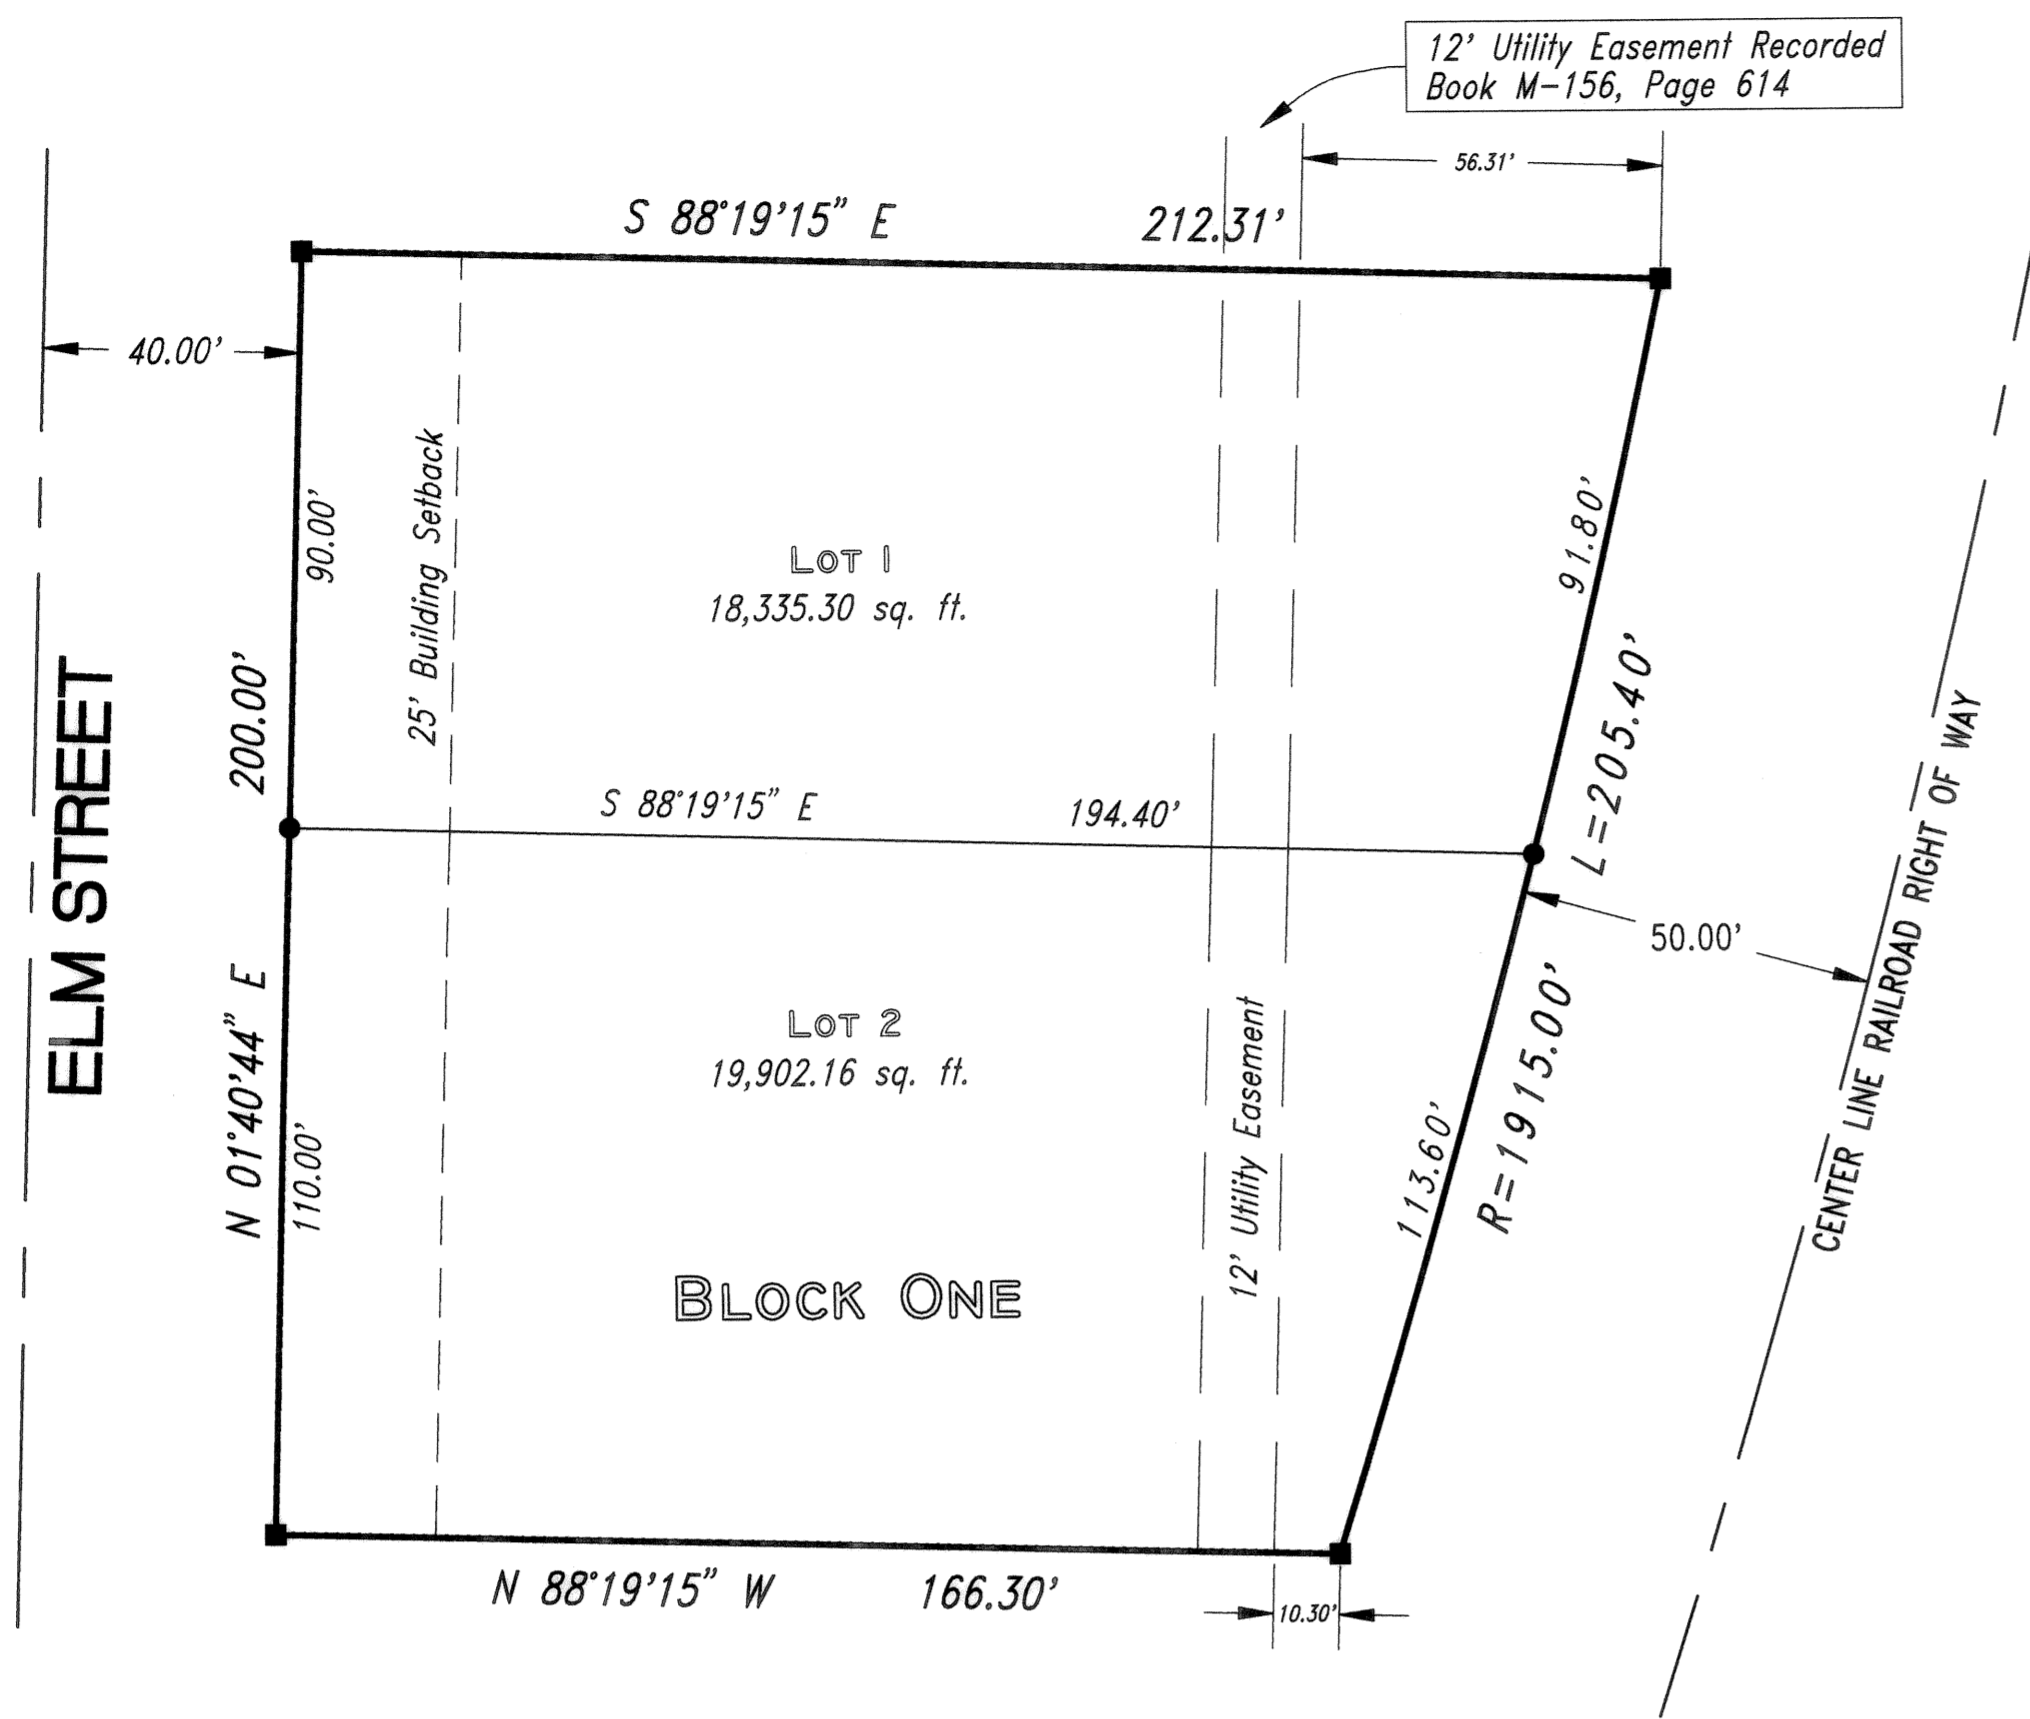 12' Utility Easement Recorded
Book M-156, Page 614
56.31'
S 88°19'15" E
212.31'
40.00'
90.00'
25' Building Setback
LOT 1
18,335.30 sq. ft.
91.80'
200.00'
ELM STREET
L=205.40'
S 88°19'15" E
194.40'
50.00'
CENTER LINE RAILROAD RIGHT OF WAY
N 01°40'44" E
110.00'
LOT 2
19,902.16 sq. ft.
12' Utility Easement
113.60'
R=1915.00'
BLOCK ONE
N 88°19'15" W
166.30'
10.30'